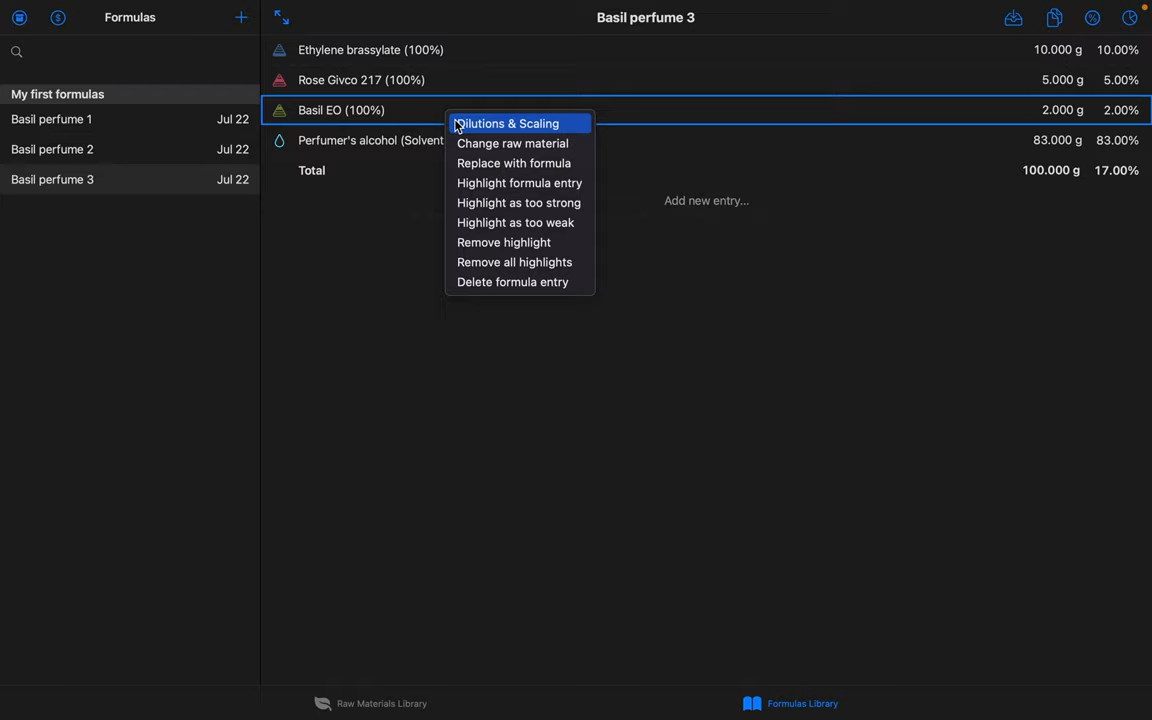 Formulas
Basil perfume 3
My first formulas
Basil perfume 1 Jul 22
Basil perfume 2 Jul 22
Basil perfume 3 Jul 22
Ethylene brassylate (100%) 10.000 g 10.00%
Rose Givco 217 (100%) 5.000 g 5.00%
Basil EO (100%) 2.000 g 2.00%
Perfumer's alcohol (Solvent 83.000 g 83.00%
Total 100.000 g 17.00%
Add new entry...
Dilutions & Scaling
Change raw material
Replace with formula
Highlight formula entry
Highlight as too strong
Highlight as too weak
Remove highlight
Remove all highlights
Delete formula entry
Raw Materials Library
Formulas Library